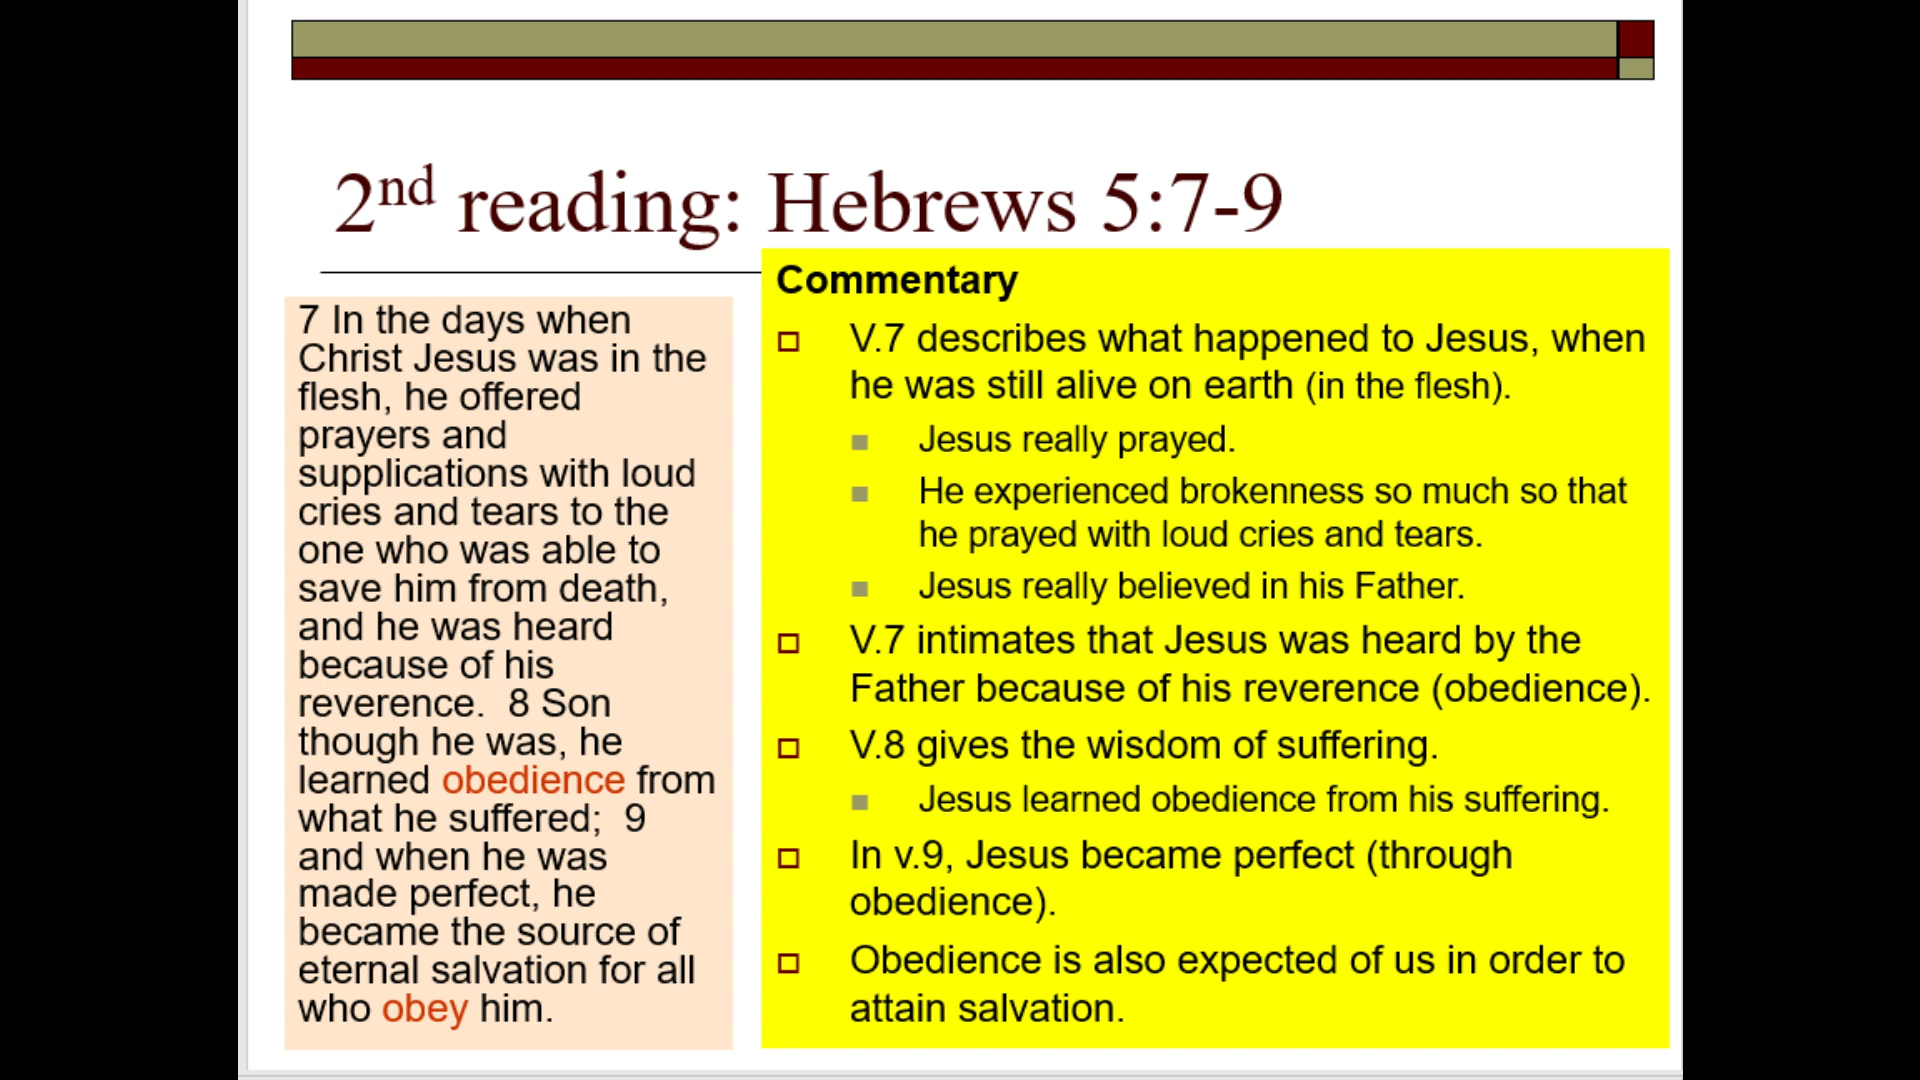 2nd reading: Hebrews 5:7-9
7 In the days when
Christ Jesus was in the
flesh, he offered
prayers and
supplications with loud
cries and tears to the
one who was able to
save him from death,
and he was heard
because of his
reverence.  8 Son
though he was, he
learned obedience from
what he suffered;  9
and when he was
made perfect, he
became the source of
eternal salvation for all
who obey him.
Commentary
V.7 describes what happened to Jesus, when
he was still alive on earth (in the flesh).
Jesus really prayed.
He experienced brokenness so much so that
he prayed with loud cries and tears.
Jesus really believed in his Father.
V.7 intimates that Jesus was heard by the
Father because of his reverence (obedience).
V.8 gives the wisdom of suffering.
Jesus learned obedience from his suffering.
In v.9, Jesus became perfect (through
obedience).
Obedience is also expected of us in order to
attain salvation.